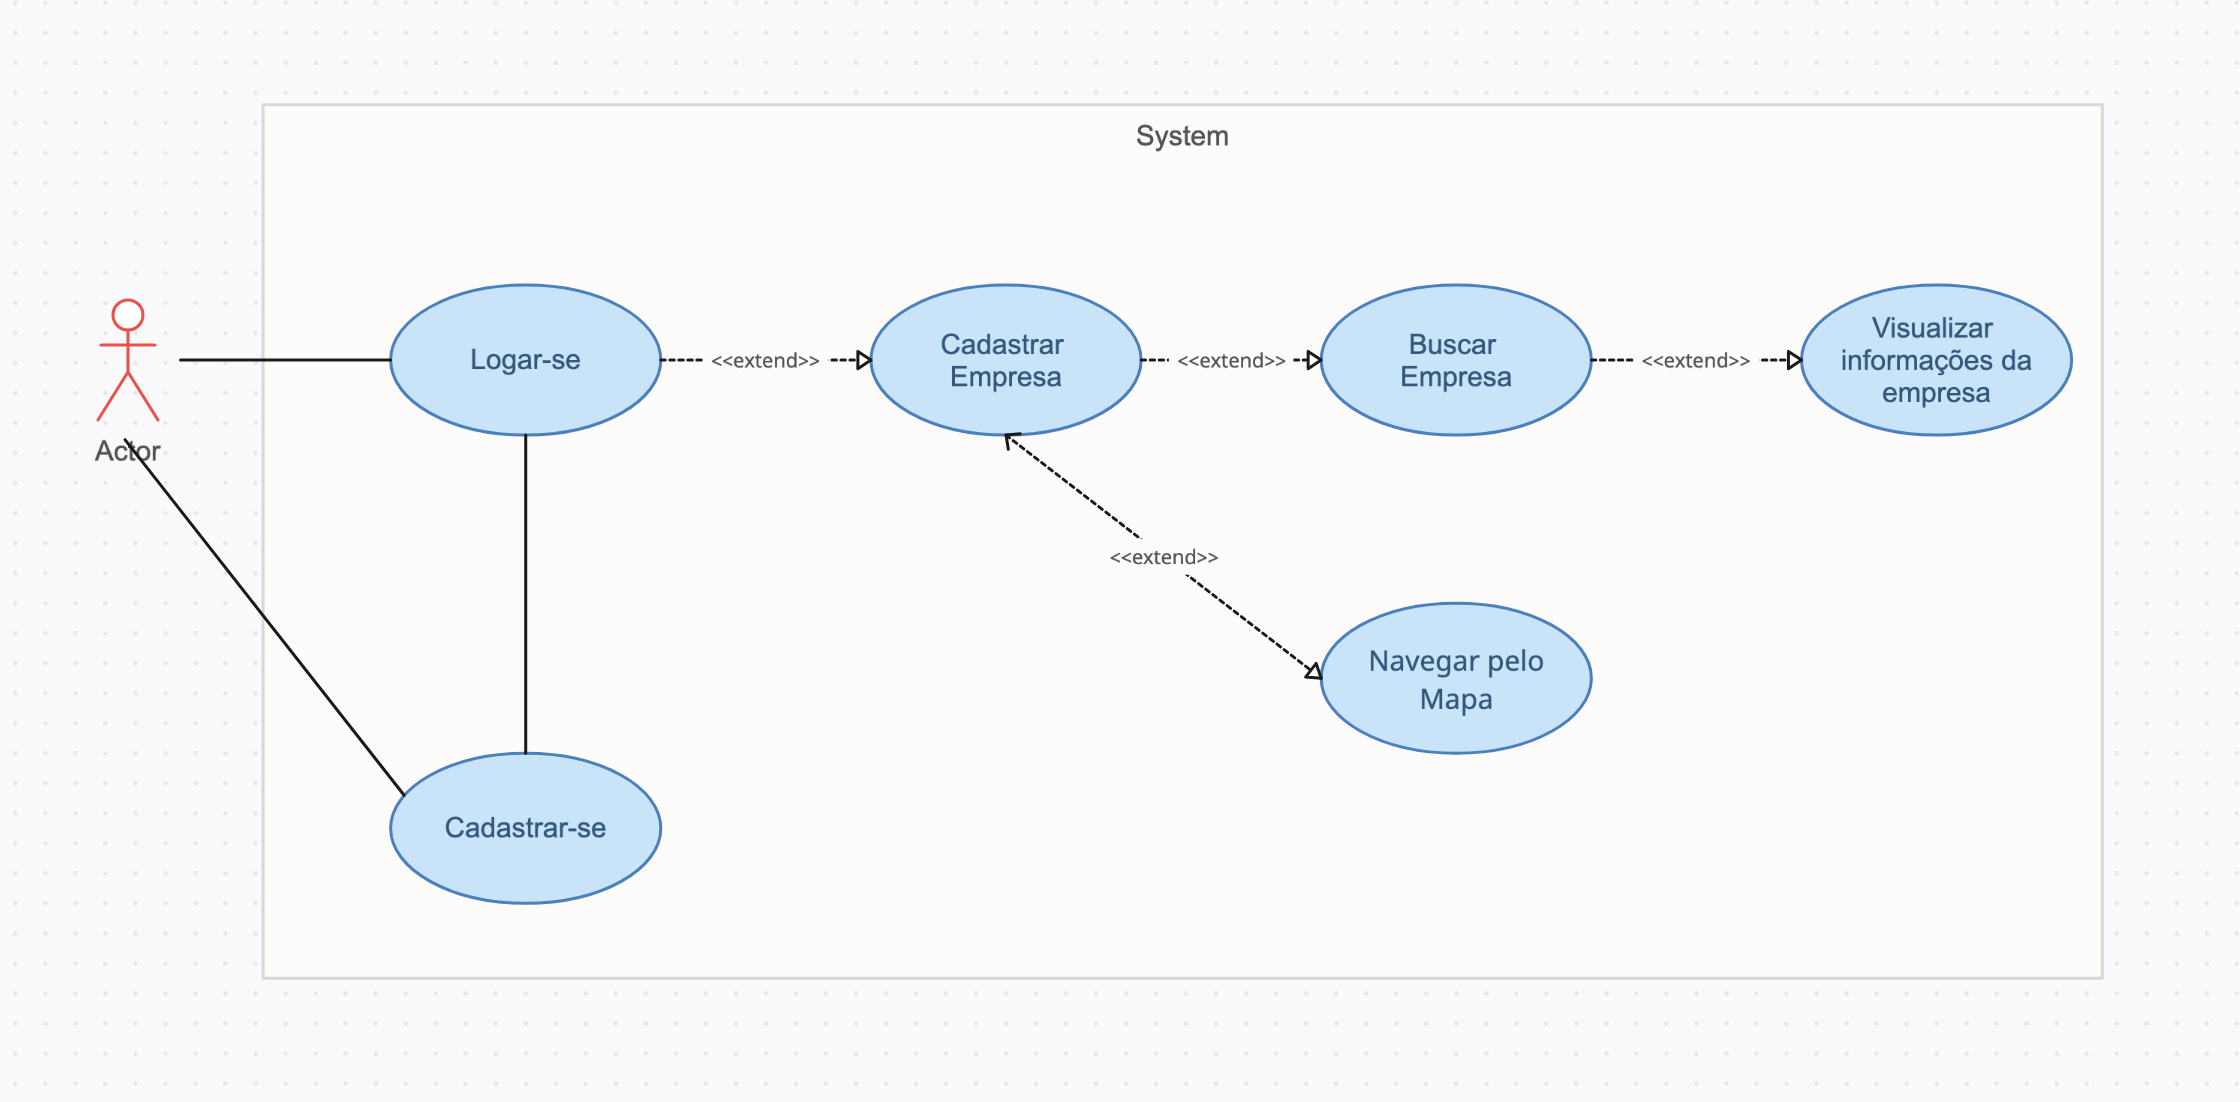 System
Actor
Logar-se
<<extend>>
Cadastrar
Empresa
<<extend>>
Buscar
Empresa
<<extend>>
Visualizar
informações da
empresa
<<extend>>
Navegar pelo
Mapa
Cadastrar-se